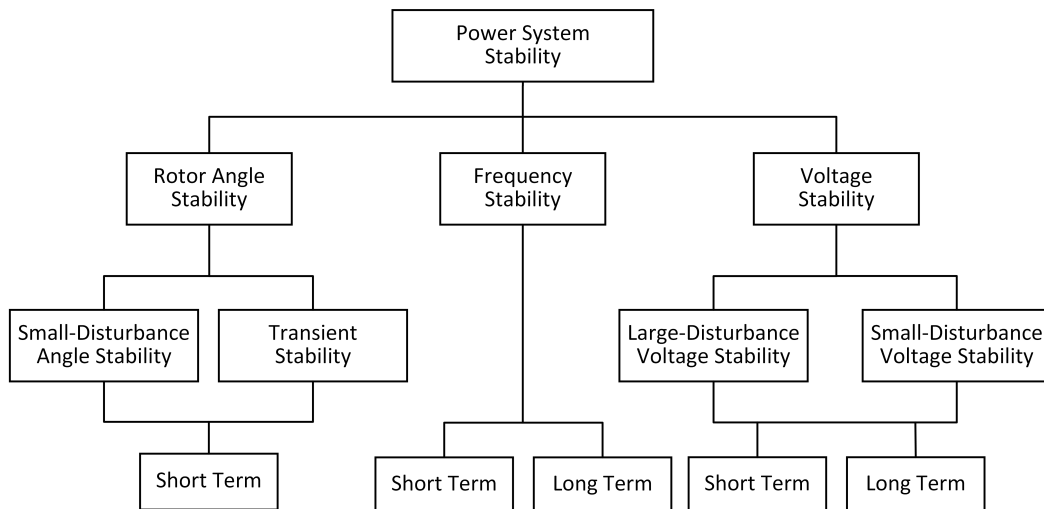 Power System
Stability
Rotor Angle
Stability
Frequency
Stability
Voltage
Stability
Small-Disturbance
Angle Stability
Transient
Stability
Large-Disturbance
Voltage Stability
Small-Disturbance
Voltage Stability
Short Term
Short Term
Long Term
Short Term
Long Term